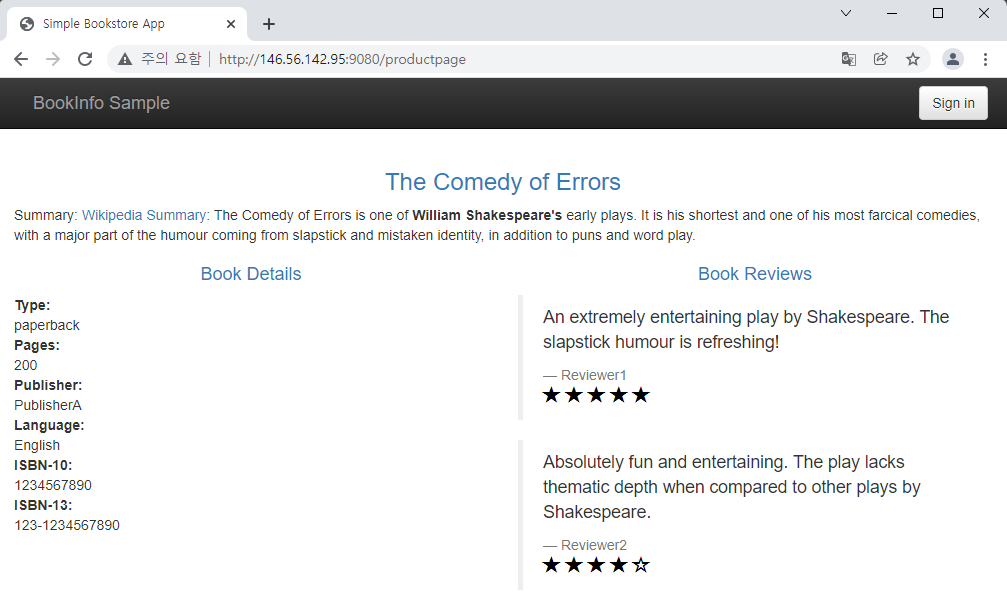 Simple Bookstore App
주의 요함 | http://146.56.142.95:9080/productpage
BookInfo Sample
Sign in
The Comedy of Errors
Summary: Wikipedia Summary: The Comedy of Errors is one of William Shakespeare's early plays. It is his shortest and one of his most farcical comedies,
with a major part of the humour coming from slapstick and mistaken identity, in addition to puns and word play.
Book Details
Type:
paperback
Pages:
200
Publisher:
PublisherA
Language:
English
ISBN-10:
1234567890
ISBN-13:
123-1234567890
Book Reviews
An extremely entertaining play by Shakespeare. The
slapstick humour is refreshing!
— Reviewer1
★★★★★
Absolutely fun and entertaining. The play lacks
thematic depth when compared to other plays by
Shakespeare.
— Reviewer2
★★★★☆